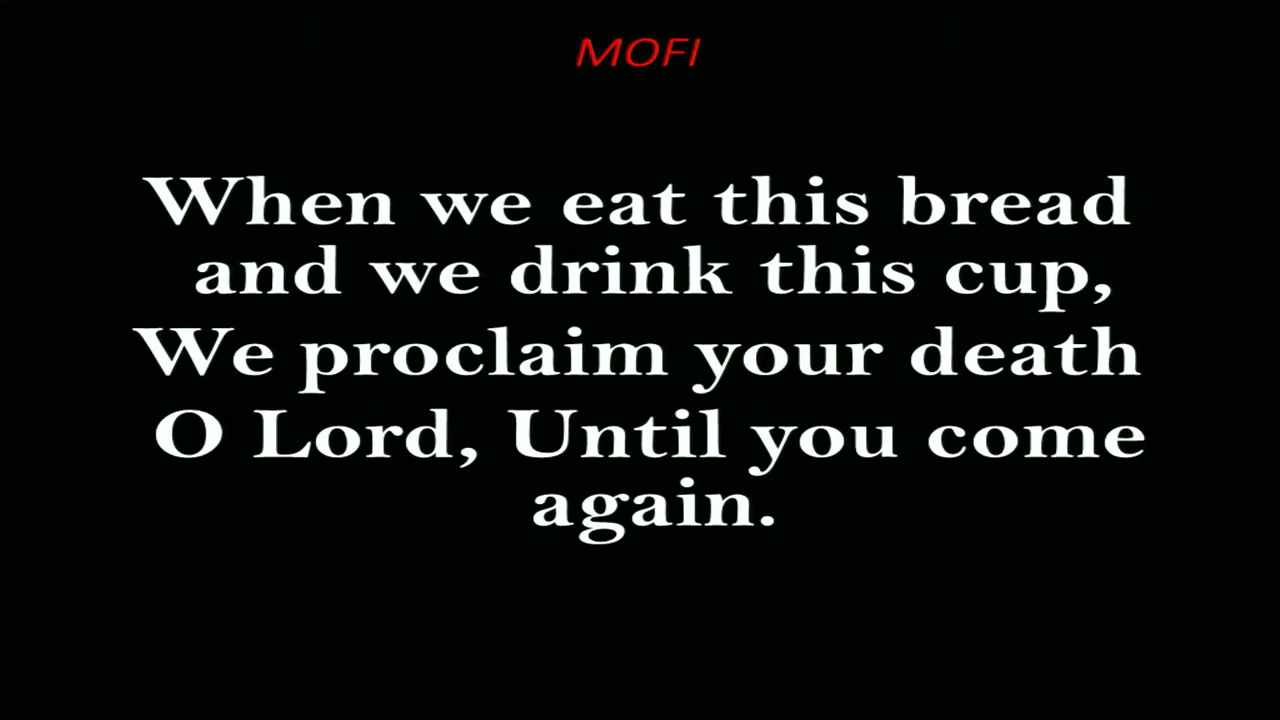 MOFI
When we eat this bread
and we drink this cup,
We proclaim your death
O Lord, Until you come
again.